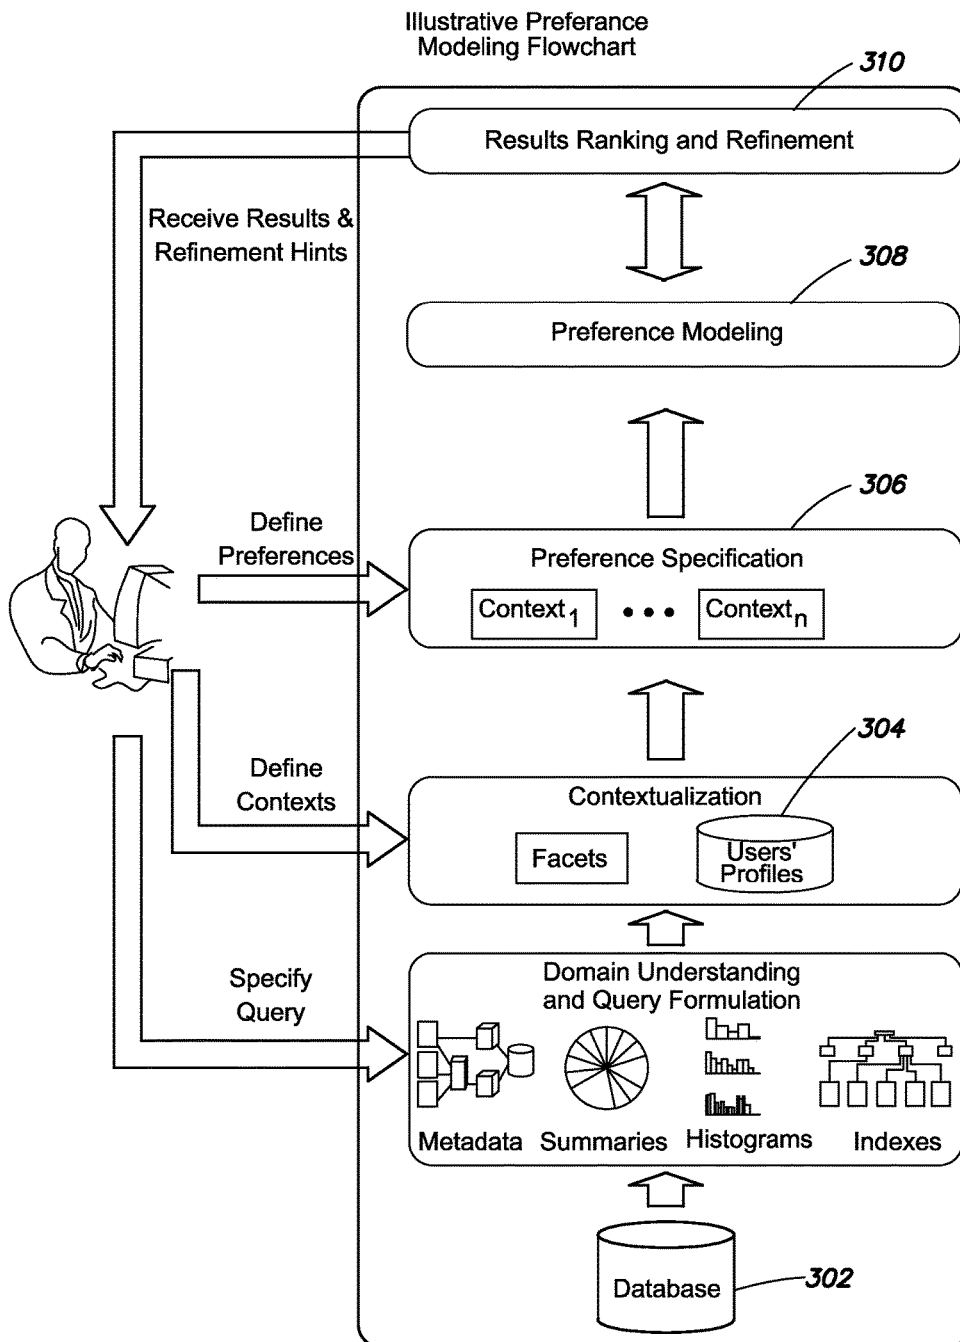 Illustrative Preferance
Modeling Flowchart
310
Results Ranking and Refinement
Receive Results &
Refinement Hints
308
Preference Modeling
306
Define
Preferences
Preference Specification
Context1
• • •
Contextn
304
Define
Contexts
Contextualization
Facets
Users'
Profiles
Specify
Query
Domain Understanding
and Query Formulation
Metadata
Summaries
Histograms
Indexes
Database
302